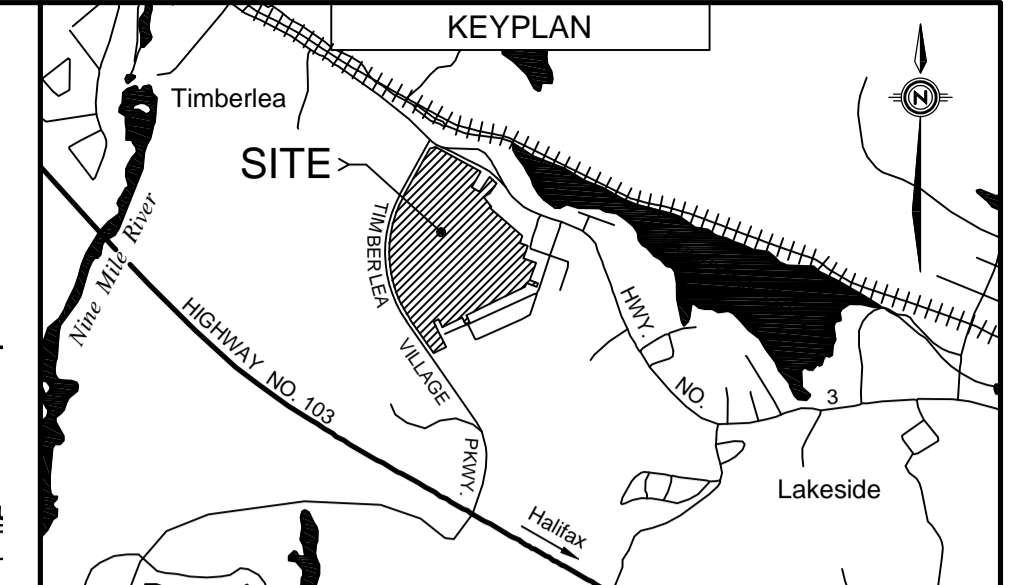 KEYPLAN
N
Timberlea
SITE
TIMBERLEA
VILLAGE
PKWY.
Nine Mile River
HIGHWAY NO. 103
HWY.
NO.
3
Lakeside
Halifax